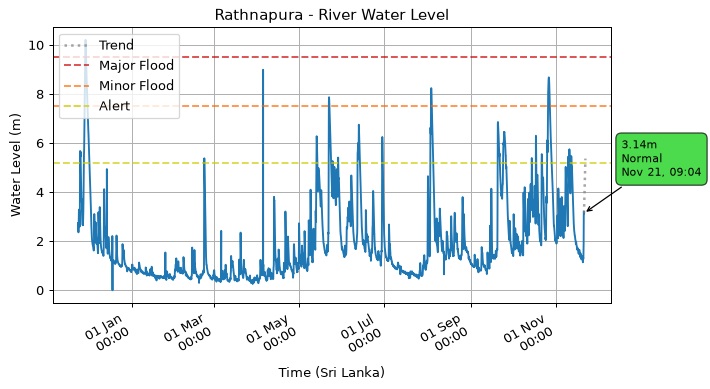 Rathnapura - River Water Level
Trend
Major Flood
Minor Flood
Alert
10
8
6
4
2
0
Water Level (m)
3.14m
Normal
Nov 21, 09:04
01 Jan
00:00
01 Mar
00:00
01 May
00:00
01 Jul
00:00
01 Sep
00:00
01 Nov
00:00
Time (Sri Lanka)